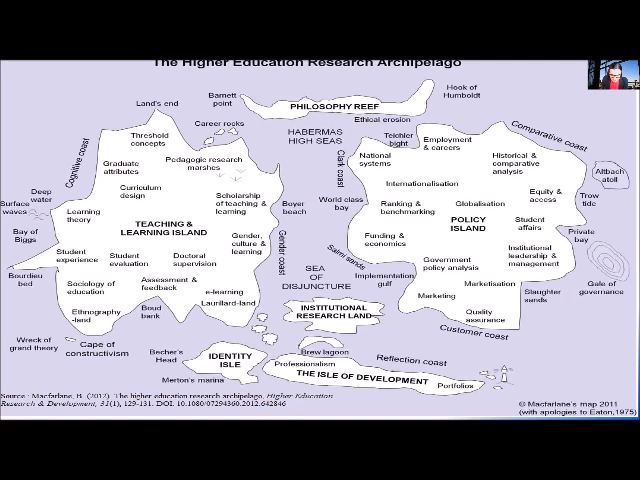 The Higher Education Research Archipelago
Hook of
Humboldt
Barnett
point
PHILOSOPHY REEF
Land's end
Career rocks
Ethical erosion
HABERMAS
HIGH SEAS
Teichler
bight
Employment
& careers
Comparative coast
Threshold
concepts
Cognitive coast
Graduate
attributes
Pedagogic research
marshes
Clark coast
National
systems
Historical &
comparative
analysis
Altbach
atoll
Deep
water
Surface
waves
Curriculum
design
Scholarship
of teaching &
learning
Internationalisation
Equity &
access
Trow
tide
Learning
theory
Boyer
beach
World class
bay
Ranking &
benchmarking
Globalisation
TEACHING &
LEARNING ISLAND
POLICY
ISLAND
Student
affairs
Bay of
Biggs
Gender,
culture &
learning
Gender coast
Funding &
economics
Private
bay
Student
experience
Student
evaluation
Doctoral
supervision
Salmi sands
Institutional
leadership &
management
Bourdieu
bed
SEA
OF
DISJUNCTURE
Government
policy analysis
Implementation
gulf
Sociology of
education
Assessment &
feedback
e-learning
Marketisation
Gale of
governance
Marketing
Slaughter
sands
Laurillard-land
Ethnography
-land
Boud
bank
INSTITUTIONAL
RESEARCH LAND
Quality
assurance
Customer coast
Wreck of
grand theory
Cape of
constructivism
Becher's
Head
IDENTITY
ISLE
Brew lagoon
Professionalism
Reflection coast
THE ISLE OF DEVELOPMENT
Merton's marina
Portfolios
Source : Macfarlane, B. (2012). The higher education research archipelago, Higher Education
Research & Development, 31(1), 129-131. DOI. 10.1080/07294360.2012.642846
© Macfarlane's map 2011
(with apologies to Eaton,1975)